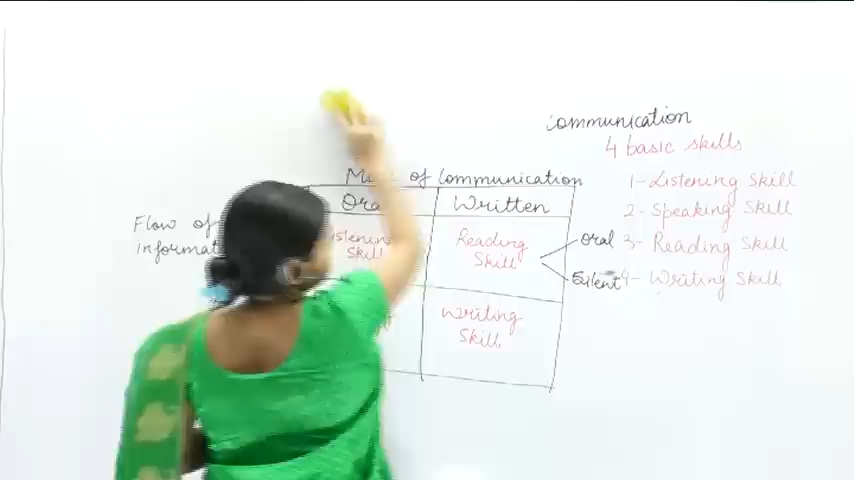 Communication
4 basic skills
of Communication
Written
1- Listening Skill
2- Speaking Skill
3- Reading Skill
4- Writing Skill
Flow of
Skill
Reading
Skill
Oral
Silent
Writing
Skill